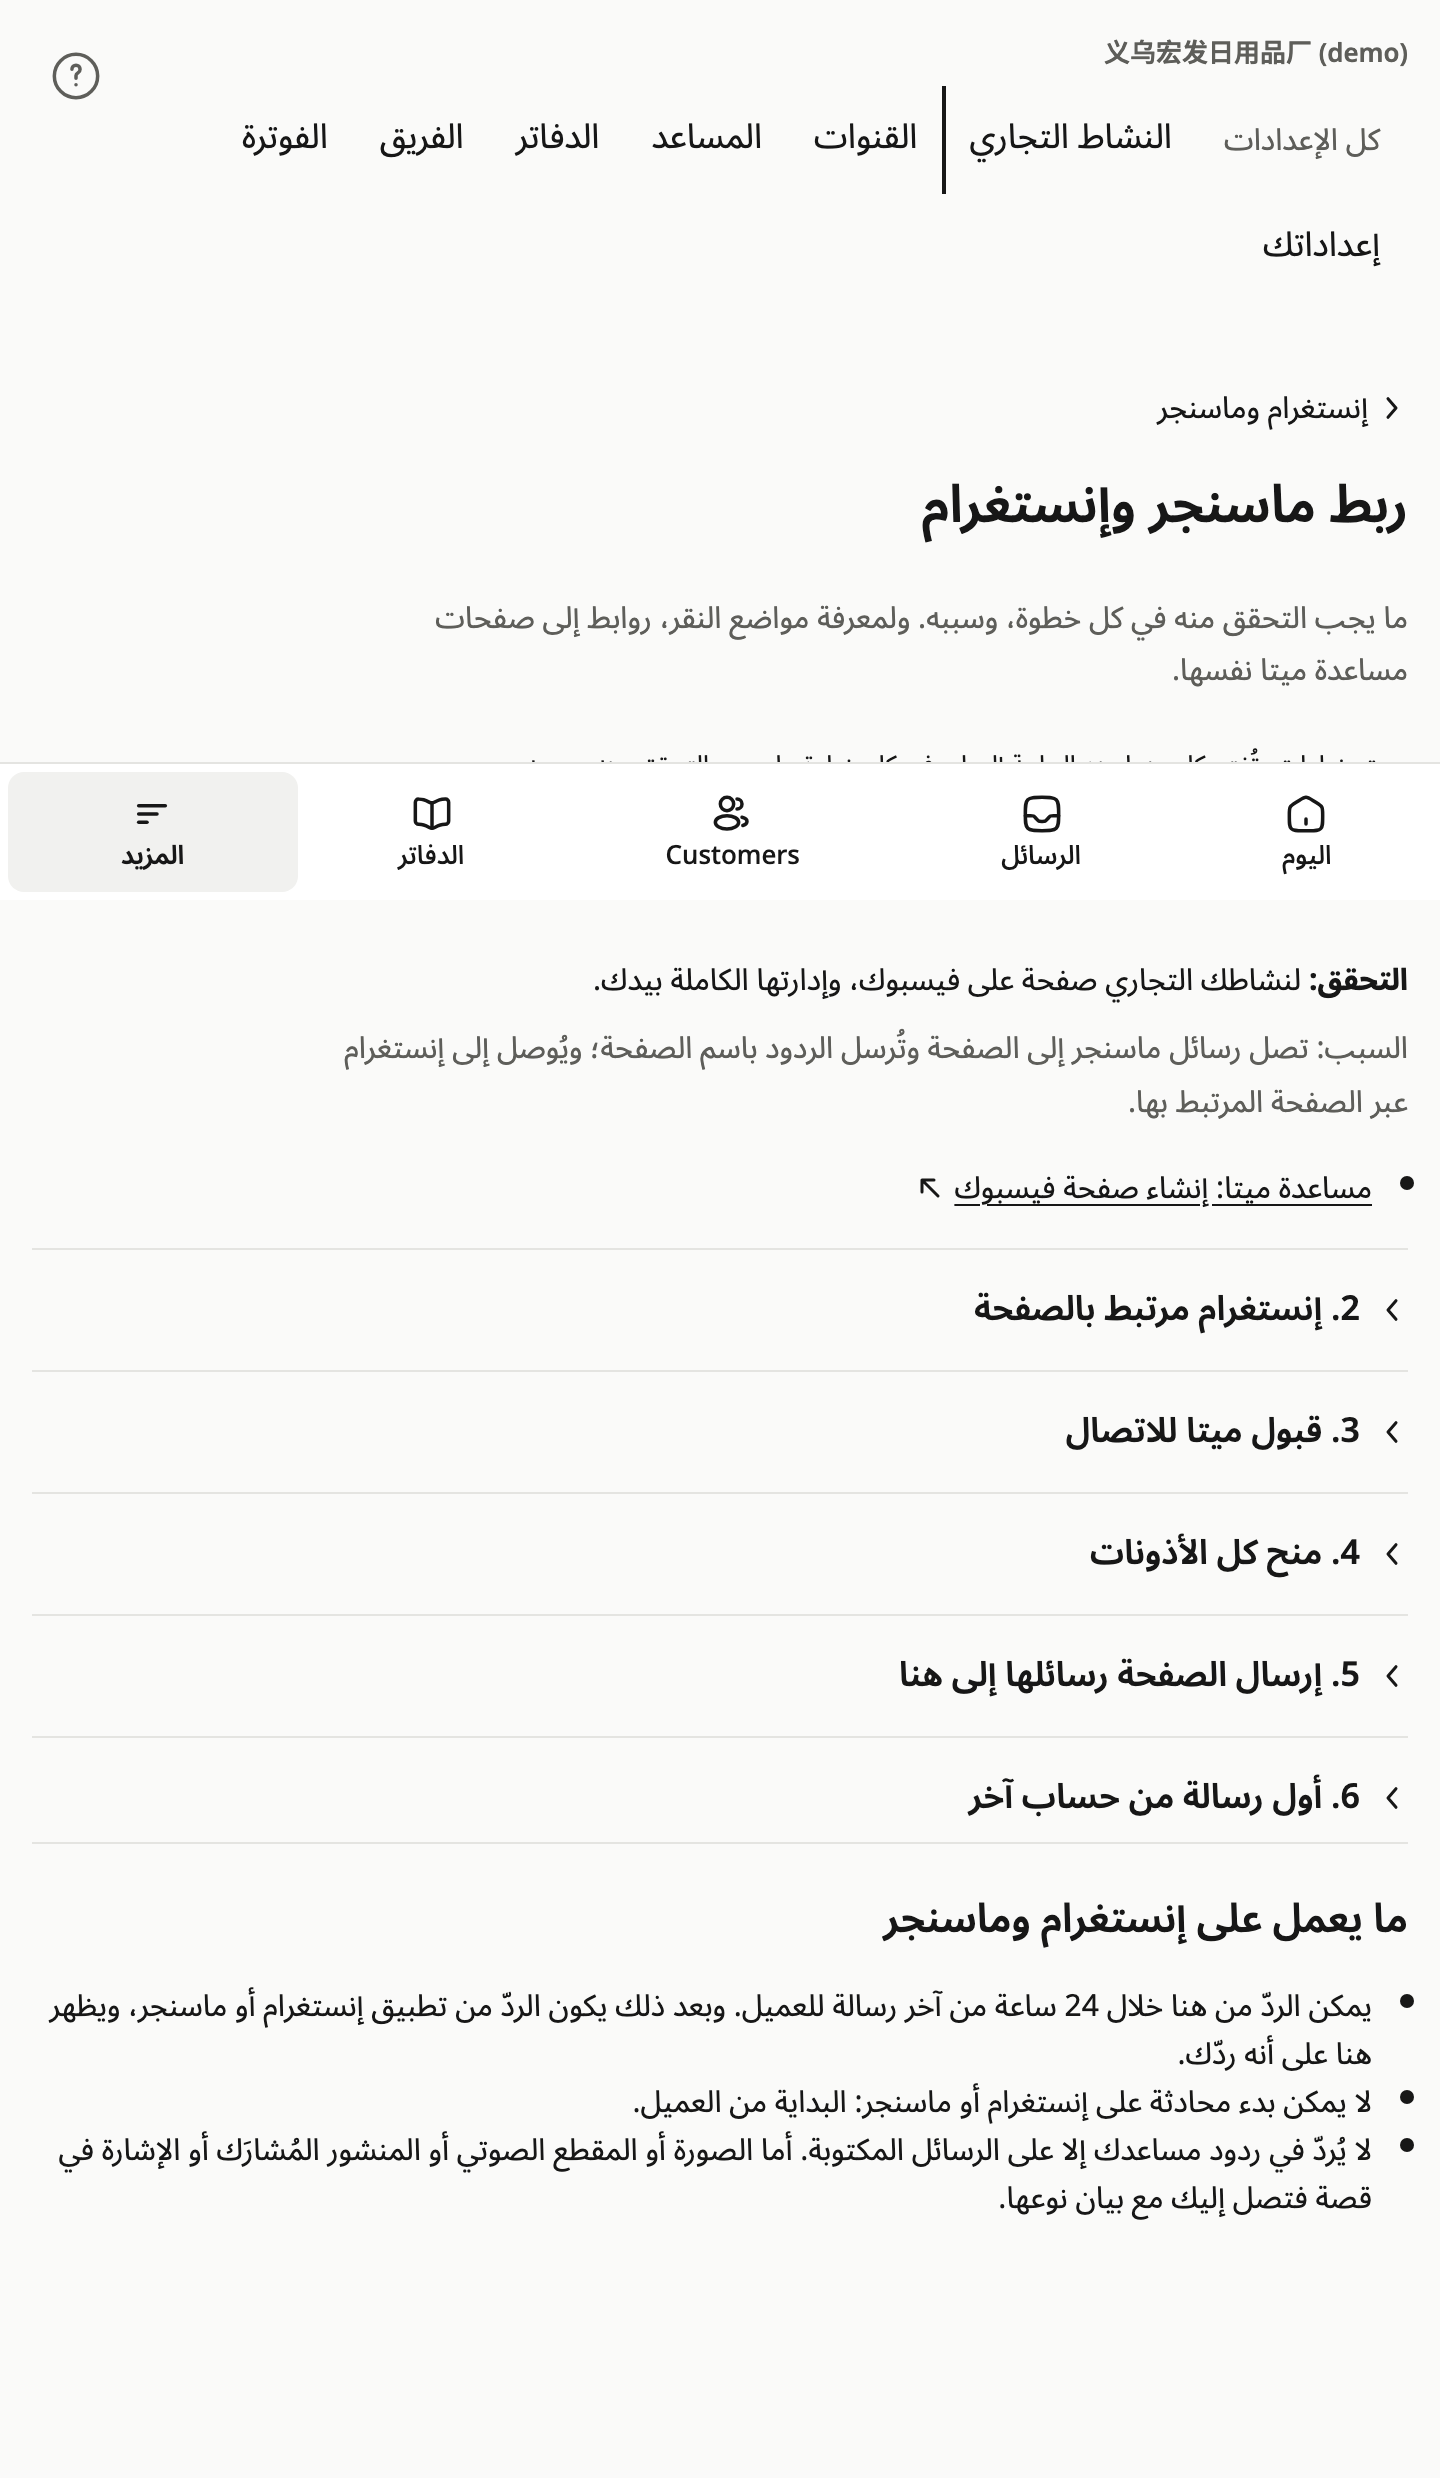 义乌宏发日用品厂 (demo)
كل الإعدادات
النشاط التجاري
القنوات
المساعد
الدفاتر
الفريق
الفوترة
إعداداتك
إنستغرام وماسنجر
ربط ماسنجر وإنستغرام
ما يجب التحقق منه في كل خطوة، وسببه. ولمعرفة مواضع النقر، روابط إلى صفحات
مساعدة ميتا نفسها.
اليوم
الرسائل
Customers
الدفاتر
المزيد
التحقق: لنشاطك التجاري صفحة على فيسبوك، وإدارتها الكاملة بيدك.
السبب: تصل رسائل ماسنجر إلى الصفحة وتُرسل الردود باسم الصفحة؛ ويُوصل إلى إنستغرام
عبر الصفحة المرتبط بها.
مساعدة ميتا: إنشاء صفحة فيسبوك
2. إنستغرام مرتبط بالصفحة
3. قبول ميتا للاتصال
4. منح كل الأذونات
5. إرسال الصفحة رسائلها إلى هنا
6. أول رسالة من حساب آخر
ما يعمل على إنستغرام وماسنجر
يمكن الردّ من هنا خلال 24 ساعة من آخر رسالة للعميل. وبعد ذلك يكون الردّ من تطبيق إنستغرام أو ماسنجر، ويظهر
هنا على أنه ردّك.
لا يمكن بدء محادثة على إنستغرام أو ماسنجر: البداية من العميل.
لا يُردّ في ردود مساعدك إلا على الرسائل المكتوبة. أما الصورة أو المقطع الصوتي أو المنشور المُشارَك أو الإشارة في
قصة فتصل إليك مع بيان نوعها.